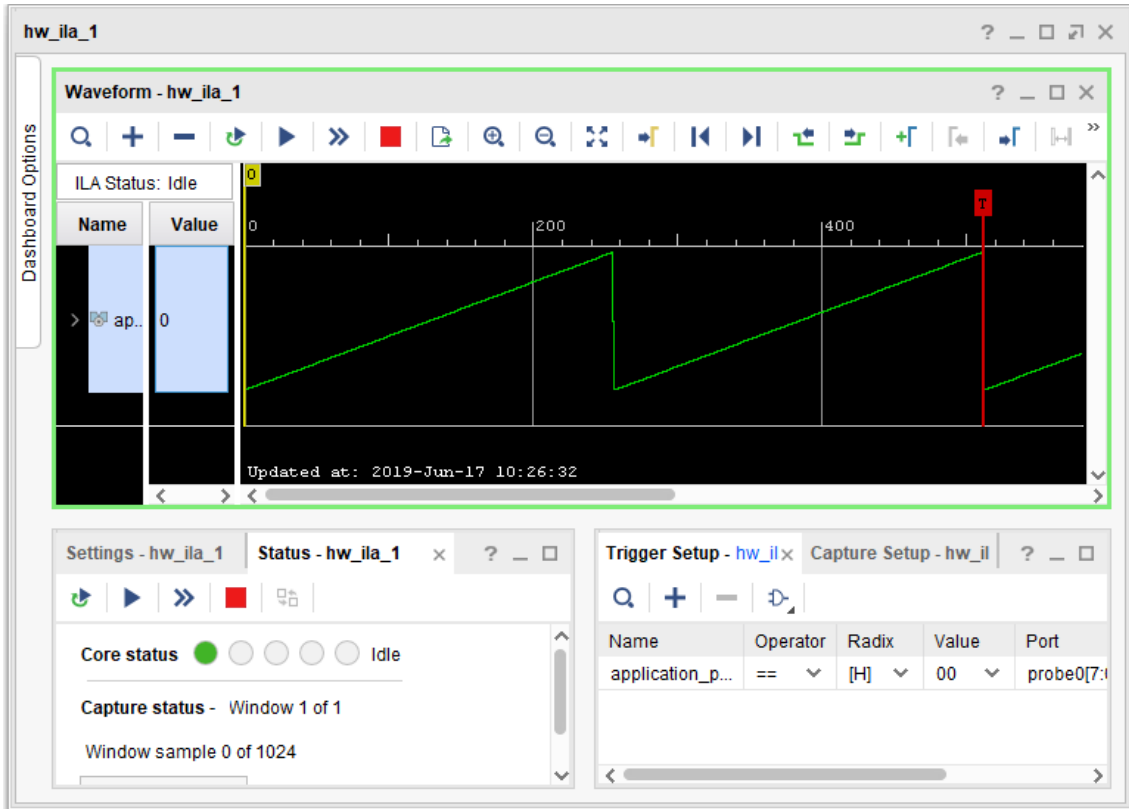 hw_ila_1
Dashboard Options
Waveform - hw_ila_1
ILA Status: Idle
Name Value
ap.. 0
0
0 200 400
T
Updated at: 2019-Jun-17 10:26:32
Settings - hw_ila_1 Status - hw_ila_1
Core status Idle
Capture status - Window 1 of 1
Window sample 0 of 1024
Trigger Setup - hw_il Capture Setup - hw_il
Name Operator Radix Value Port
application_p... == [H] 00 probe0[7: